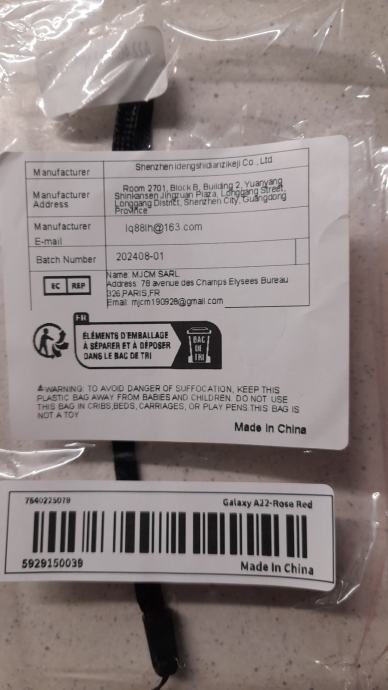 Manufacturer Shenzhen idengshidianzikeji Co., Ltd
Manufacturer Address Room 2701, Block B, Building 2, Yuanyang
Shinkansen Jingyuan Plaza, Longgang Street,
Longgang District, Shenzhen City, Guangdong
Province
Manufacturer E-mail lq88lh@163.com
Batch Number 202408-01
EC REP
Name: MJCM SARL
Address: 78 avenue des Champs Elysees Bureau
326,PARIS,FR
Email: mjcm190928@gmail.com
FR
ÉLÉMENTS D'EMBALLAGE
À SÉPARER ET À DÉPOSER
DANS LE BAC DE TRI
BAC
DE
TRI
WARNING: TO AVOID DANGER OF SUFFOCATION, KEEP THIS
PLASTIC BAG AWAY FROM BABIES AND CHILDREN. DO NOT USE
THIS BAG IN CRIBS,BEDS, CARRIAGES, OR PLAY PENS.THIS BAG IS
NOT A TOY
Made in China
7640225079 Galaxy A22-Rose Red
5929150039 Made In China